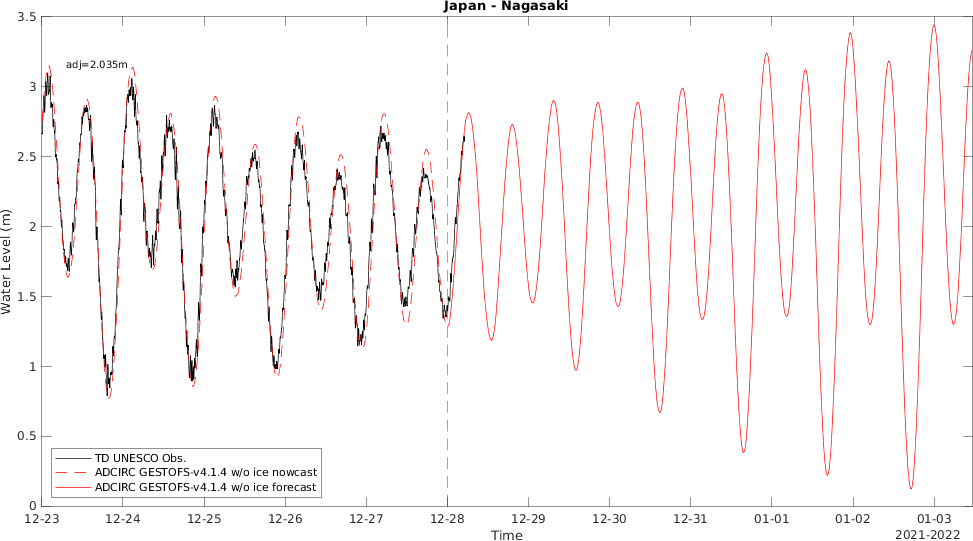 Japan - Nagasaki
adj=2.035m
Water Level (m)
3.5
3
2.5
2
1.5
1
0.5
0
TD UNESCO Obs.
ADCIRC GESTOFS-v4.1.4 w/o ice nowcast
ADCIRC GESTOFS-v4.1.4 w/o ice forecast
12-23 12-24 12-25 12-26 12-27 12-28 12-29 12-30 12-31 01-01 01-02 01-03
Time
2021-2022